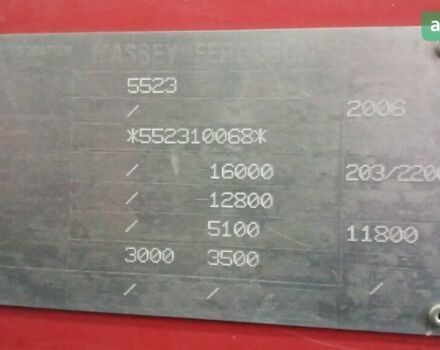 MASSEY FERGUSON
5523
/ 2006
*552310068*
/ 16000 203/2200
/ 12800
/ 5100 11800
3000 3500
/ / /
a